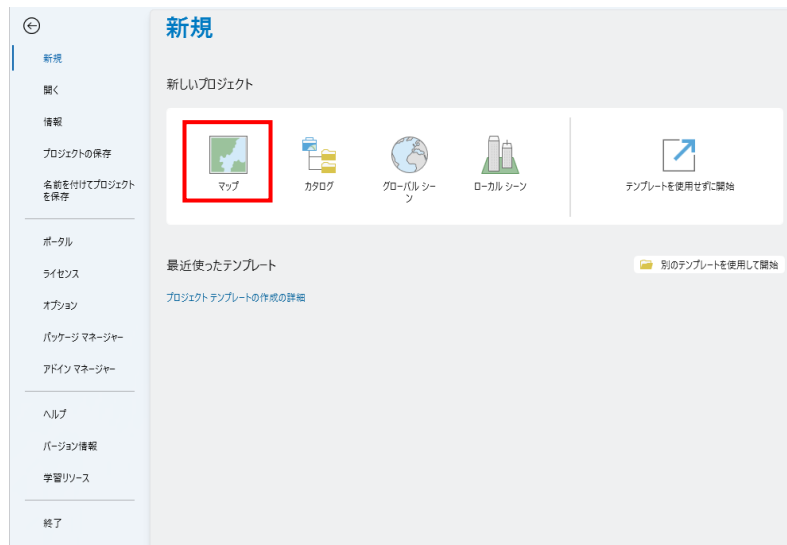 新規
新規
開く
情報
プロジェクトの保存
名前を付けてプロジェクト
を保存
ポータル
ライセンス
オプション
パッケージ マネージャー
アドイン マネージャー
ヘルプ
バージョン情報
学習リソース
終了
新しいプロジェクト
マップ
カタログ
グローバル シー
ン
ローカル シーン
テンプレートを使用せずに開始
最近使ったテンプレート
別のテンプレートを使用して開始
プロジェクト テンプレートの作成の詳細